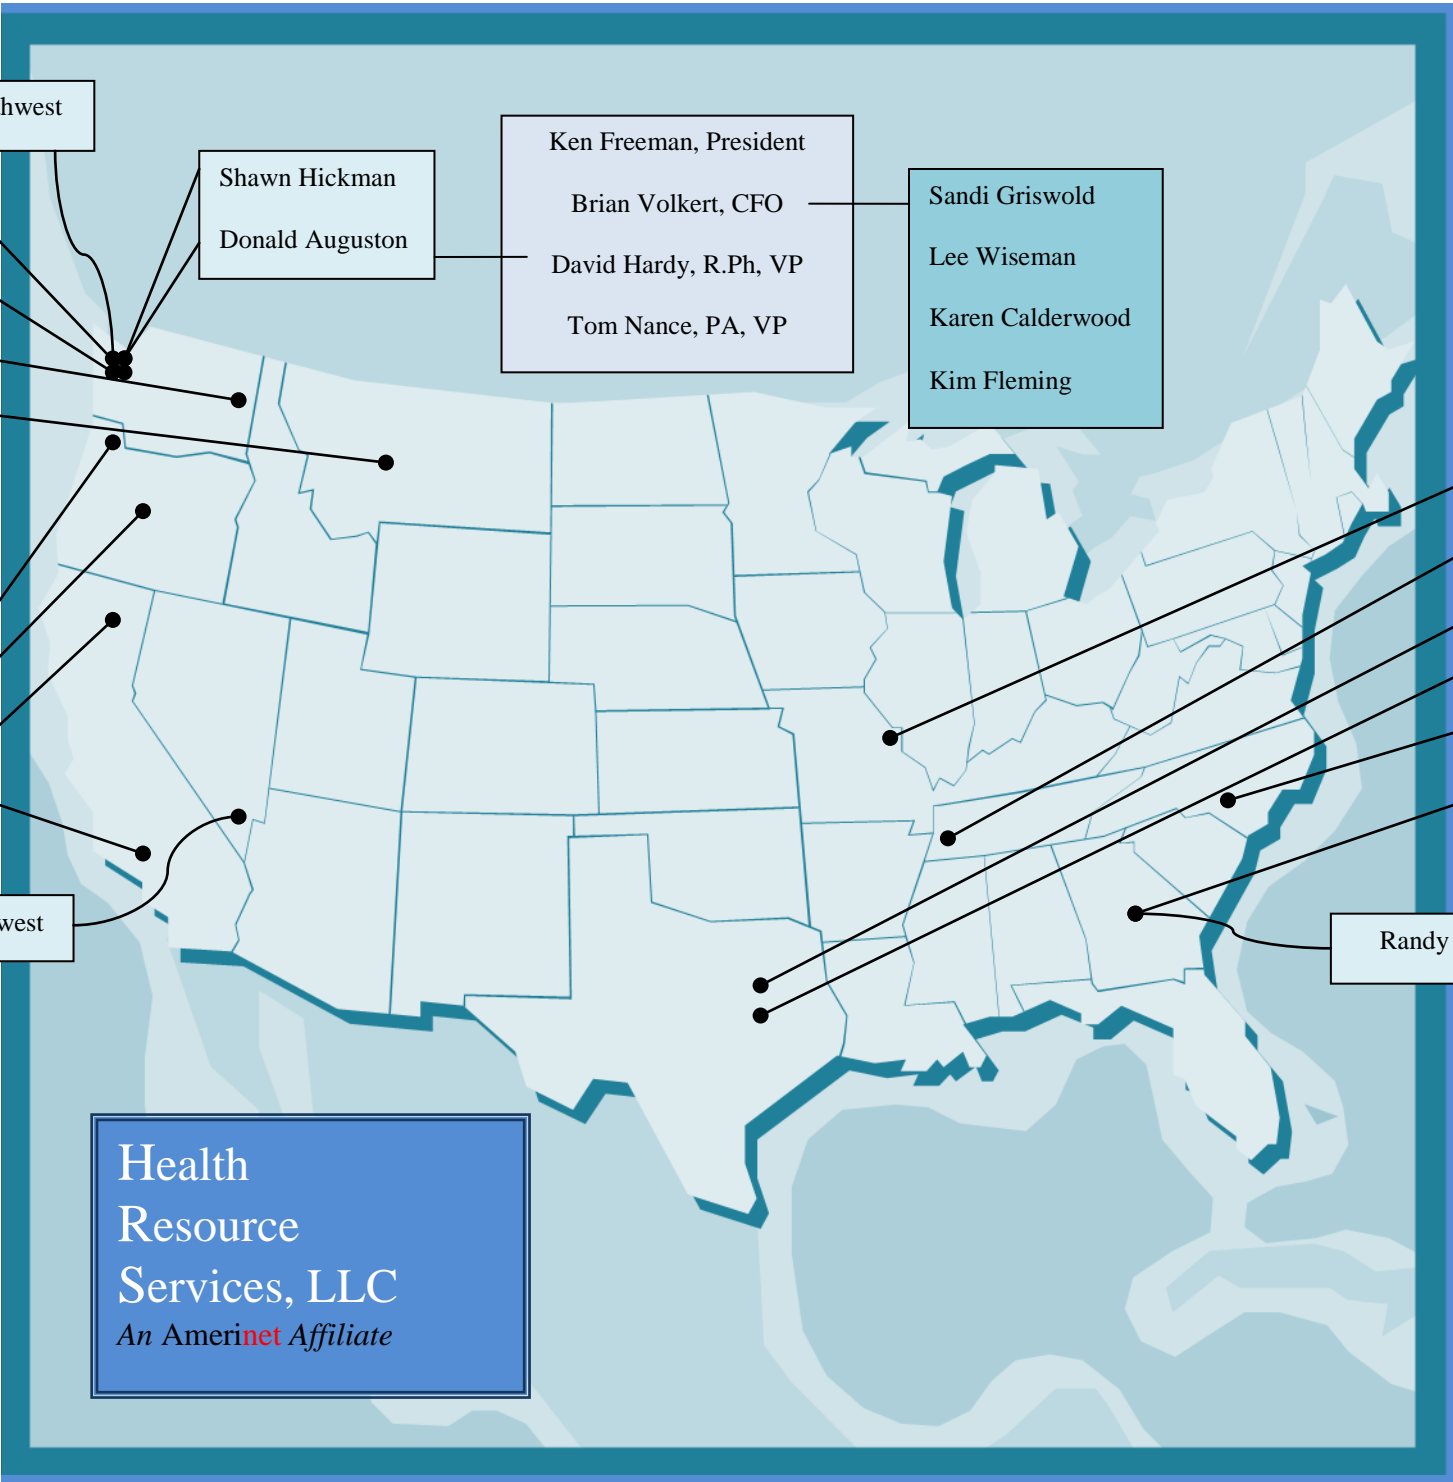 hwest
Shawn Hickman
Donald Auguston
Ken Freeman, President
Brian Volkert, CFO
David Hardy, R.Ph, VP
Tom Nance, PA, VP
Sandi Griswold
Lee Wiseman
Karen Calderwood
Kim Fleming
west
Randy
Health
Resource
Services, LLC
An Amerinet Affiliate